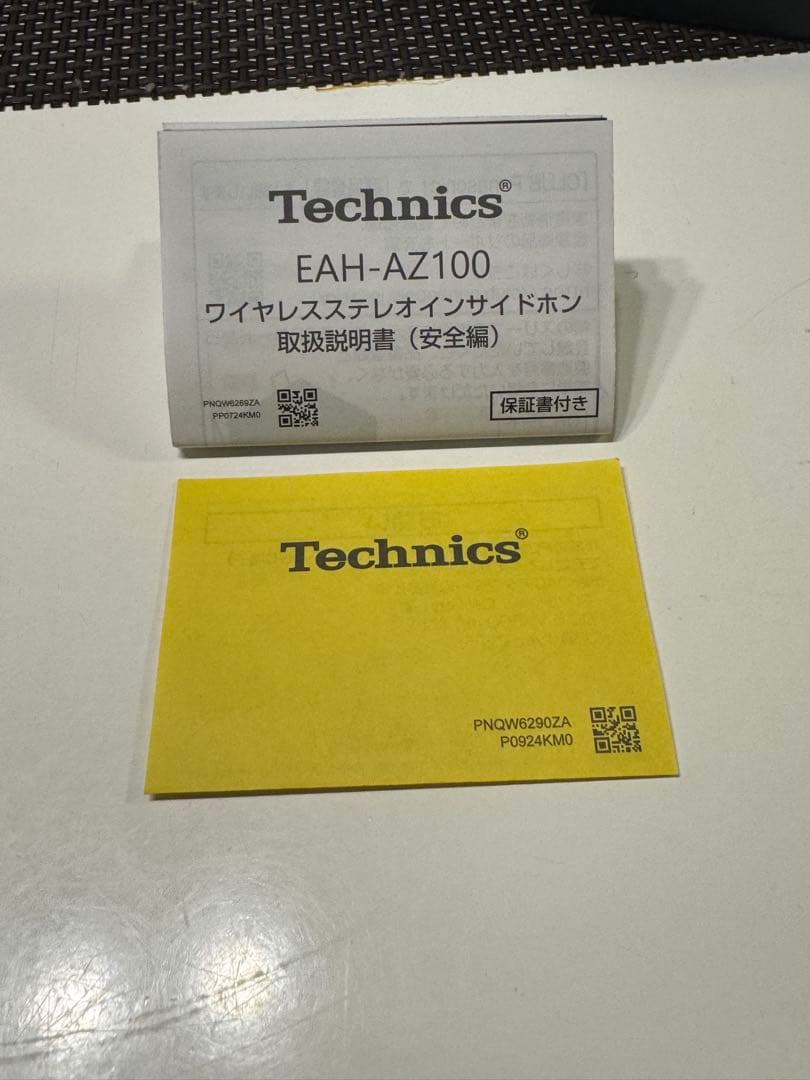 Technics®
EAH-AZ100
ワイヤレスステレオインサイドホン
取扱説明書（安全編）
PNQW6269ZA
PP0724KM0
保証書付き
Technics®
PNQW6290ZA
P0924KM0